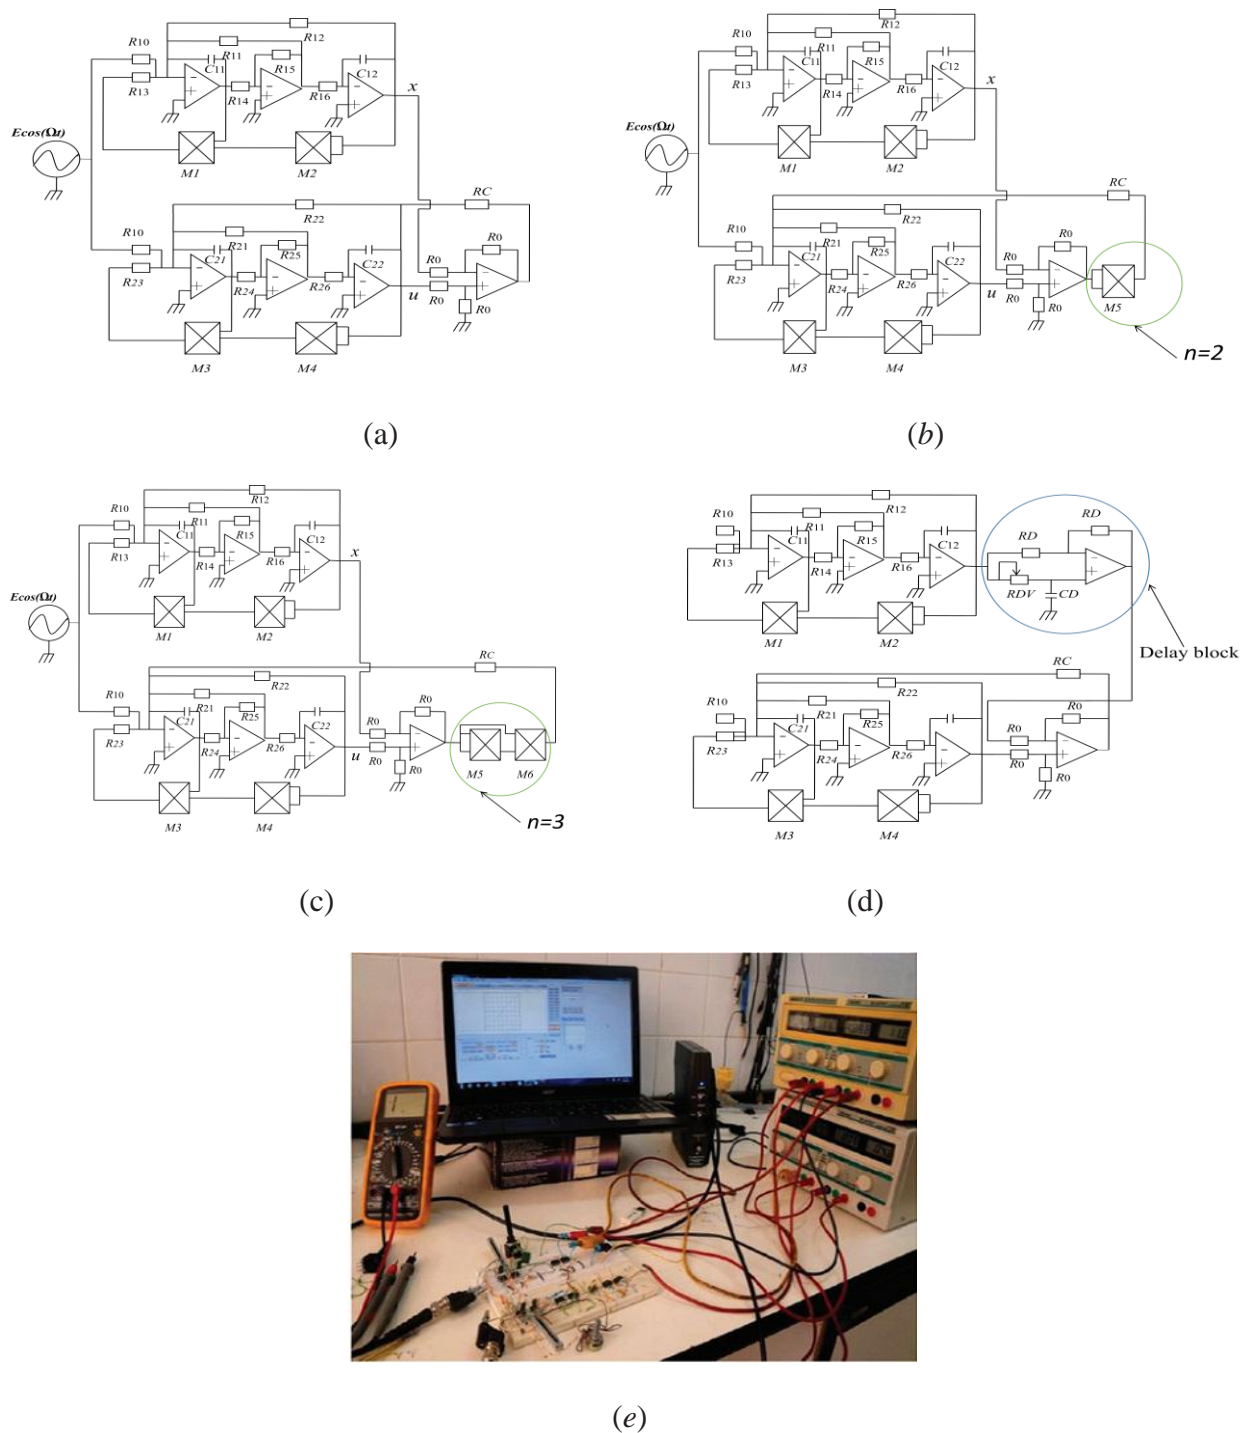 R12
R10
R11
R15
C11
C12
R13
R14
R16
x
Ecos(Ωt)
M1
M2
RC
R22
R10
R21
R25
R0
C21
C22
R23
R24
R26
R0
R0
u
R0
M3
M4
(a)
R12
R10
R11
R15
C11
C12
R13
R14
R16
x
Ecos(Ωt)
M1
M2
RC
R22
R10
R21
R25
R0
C21
C22
R0
R23
R24
R26
u
R0
R0
M5
M3
M4
n=2
(b)
R12
R10
R11
R15
C11
C12
R13
R14
R16
x
Ecos(Ωt)
M1
M2
RC
R22
R10
R21
R25
R0
C21
C22
R0
R23
R24
R26
u
R0
R0
M5
M6
M3
M4
n=3
(c)
R12
RD
R10
R11
R15
RD
C11
C12
R13
R14
R16
RDV
CD
M1
M2
Delay block
RC
R22
R10
R21
R25
R0
C21
R0
R23
R24
R26
R0
R0
M3
M4
(d)
(e)